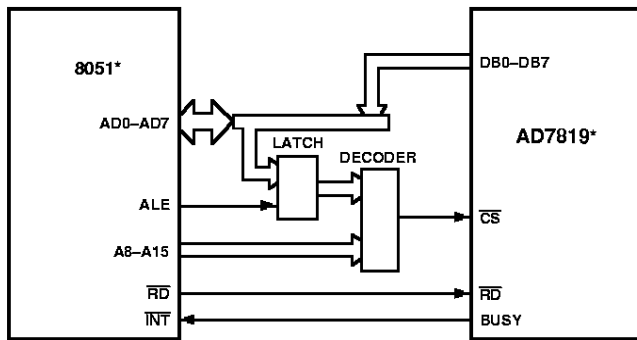 8051*
DB0–DB7
AD0–AD7
AD7819*
LATCH
DECODER
ALE
CS
A8–A15
RD
RD
INT
BUSY